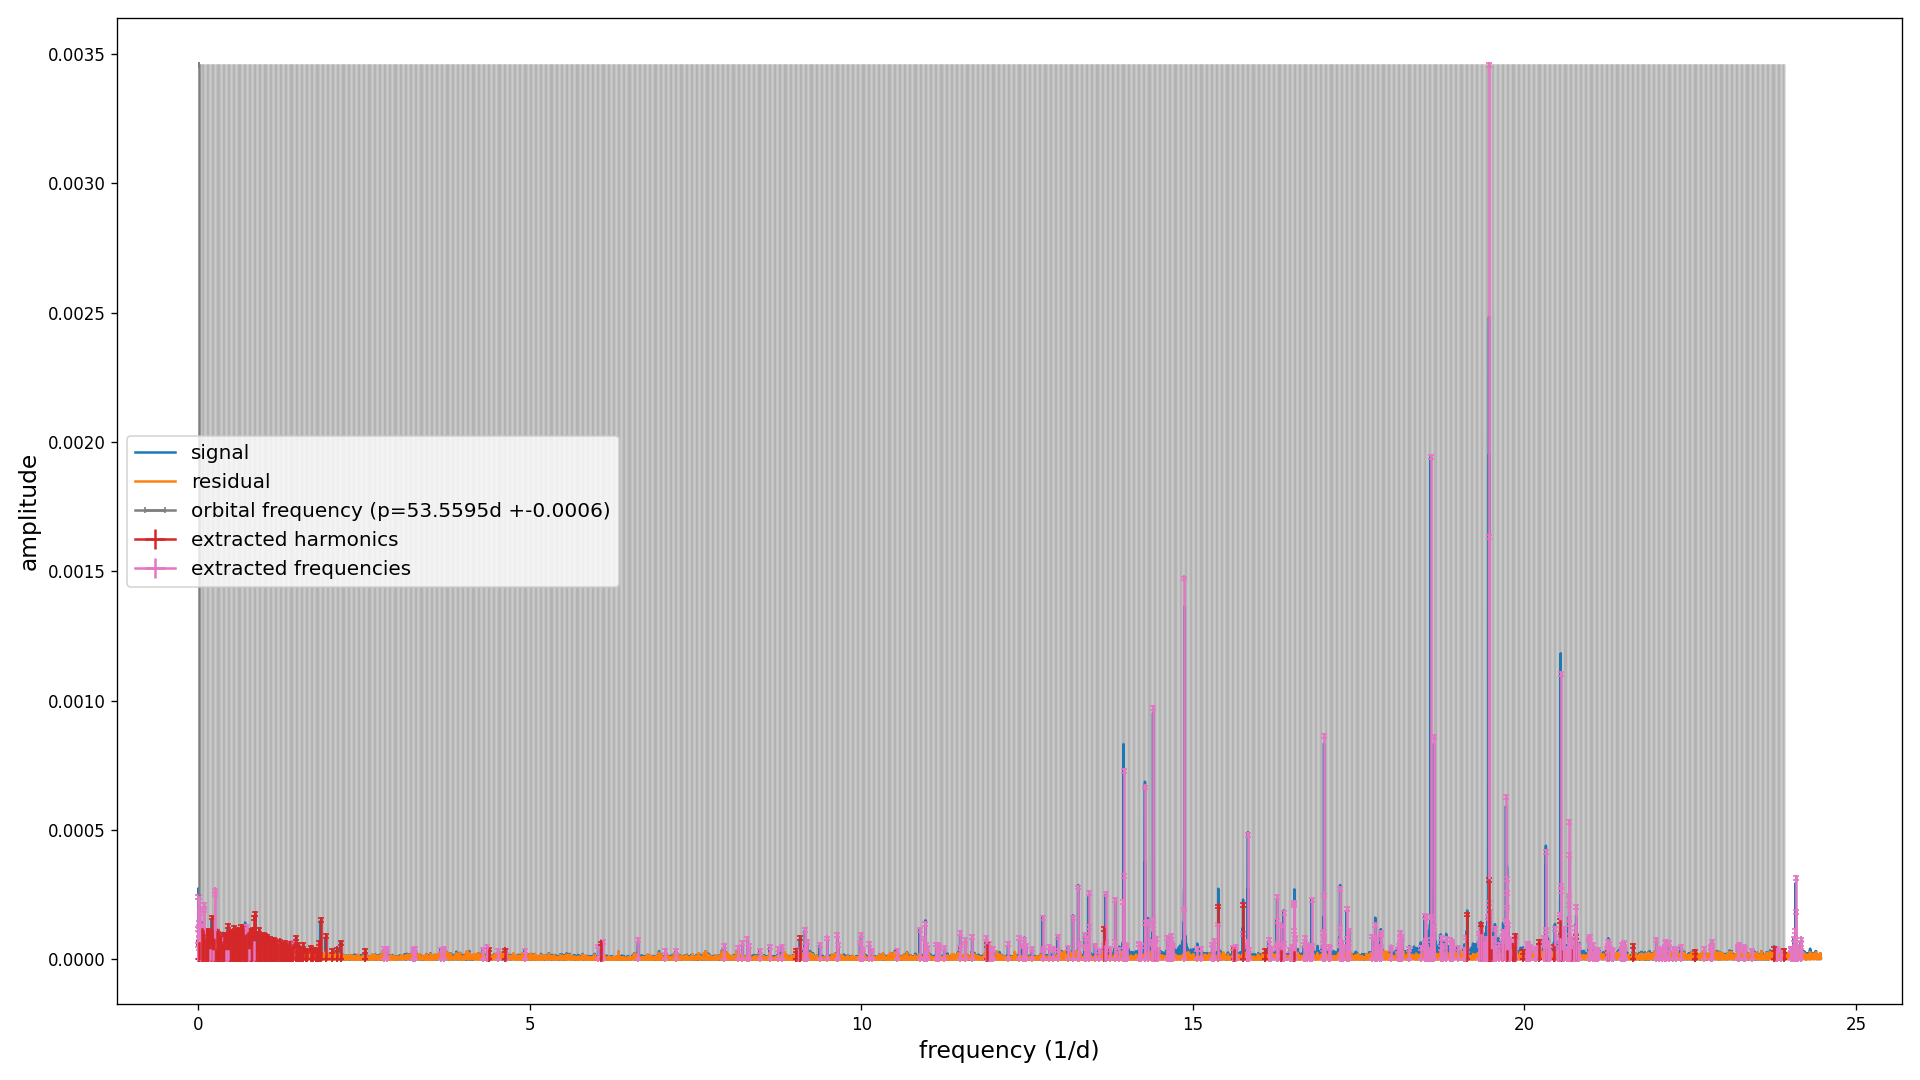 0.0035
0.0030
0.0025
0.0020
0.0015
0.0010
0.0005
0.0000
amplitude
signal
residual
orbital frequency (p=53.5595d +-0.0006)
extracted harmonics
extracted frequencies
0 5 10 15 20 25
frequency (1/d)